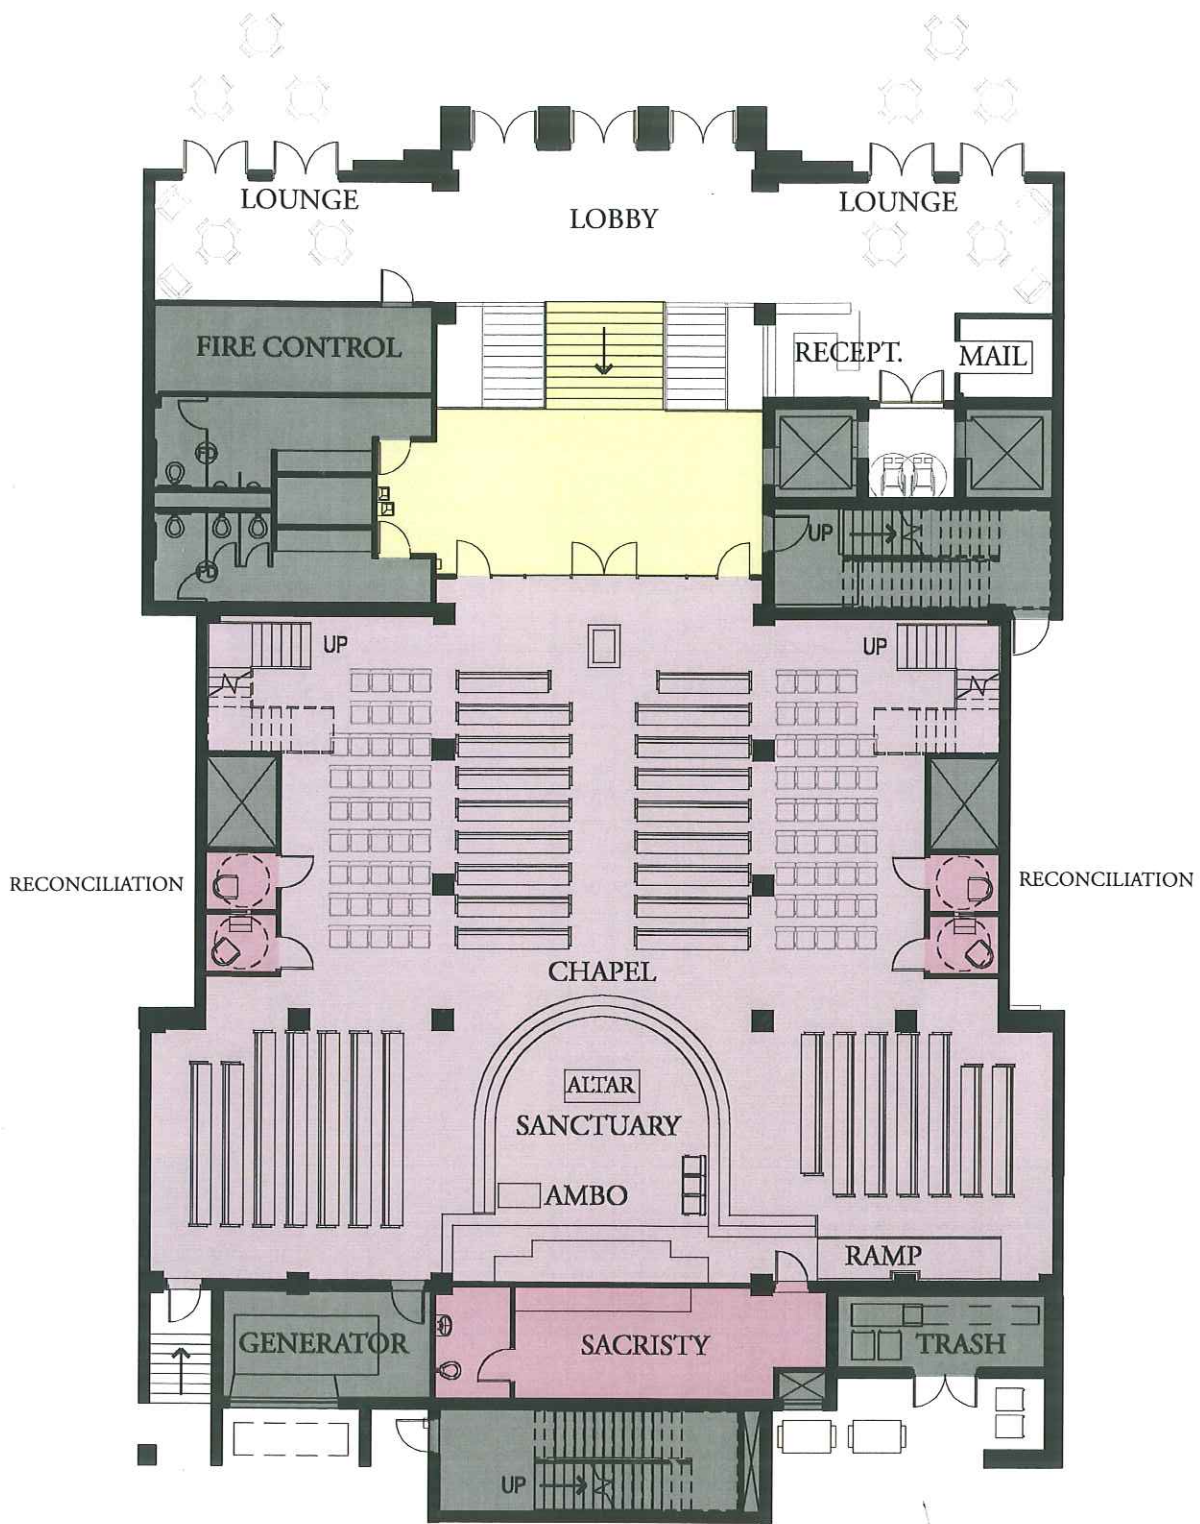 LOUNGE
LOBBY
LOUNGE
FIRE CONTROL
RECEPT.
MAIL
UP
UP
UP
RECONCILIATION
RECONCILIATION
CHAPEL
ALTAR
SANCTUARY
AMBO
RAMP
GENERATOR
SACRISTY
TRASH
UP